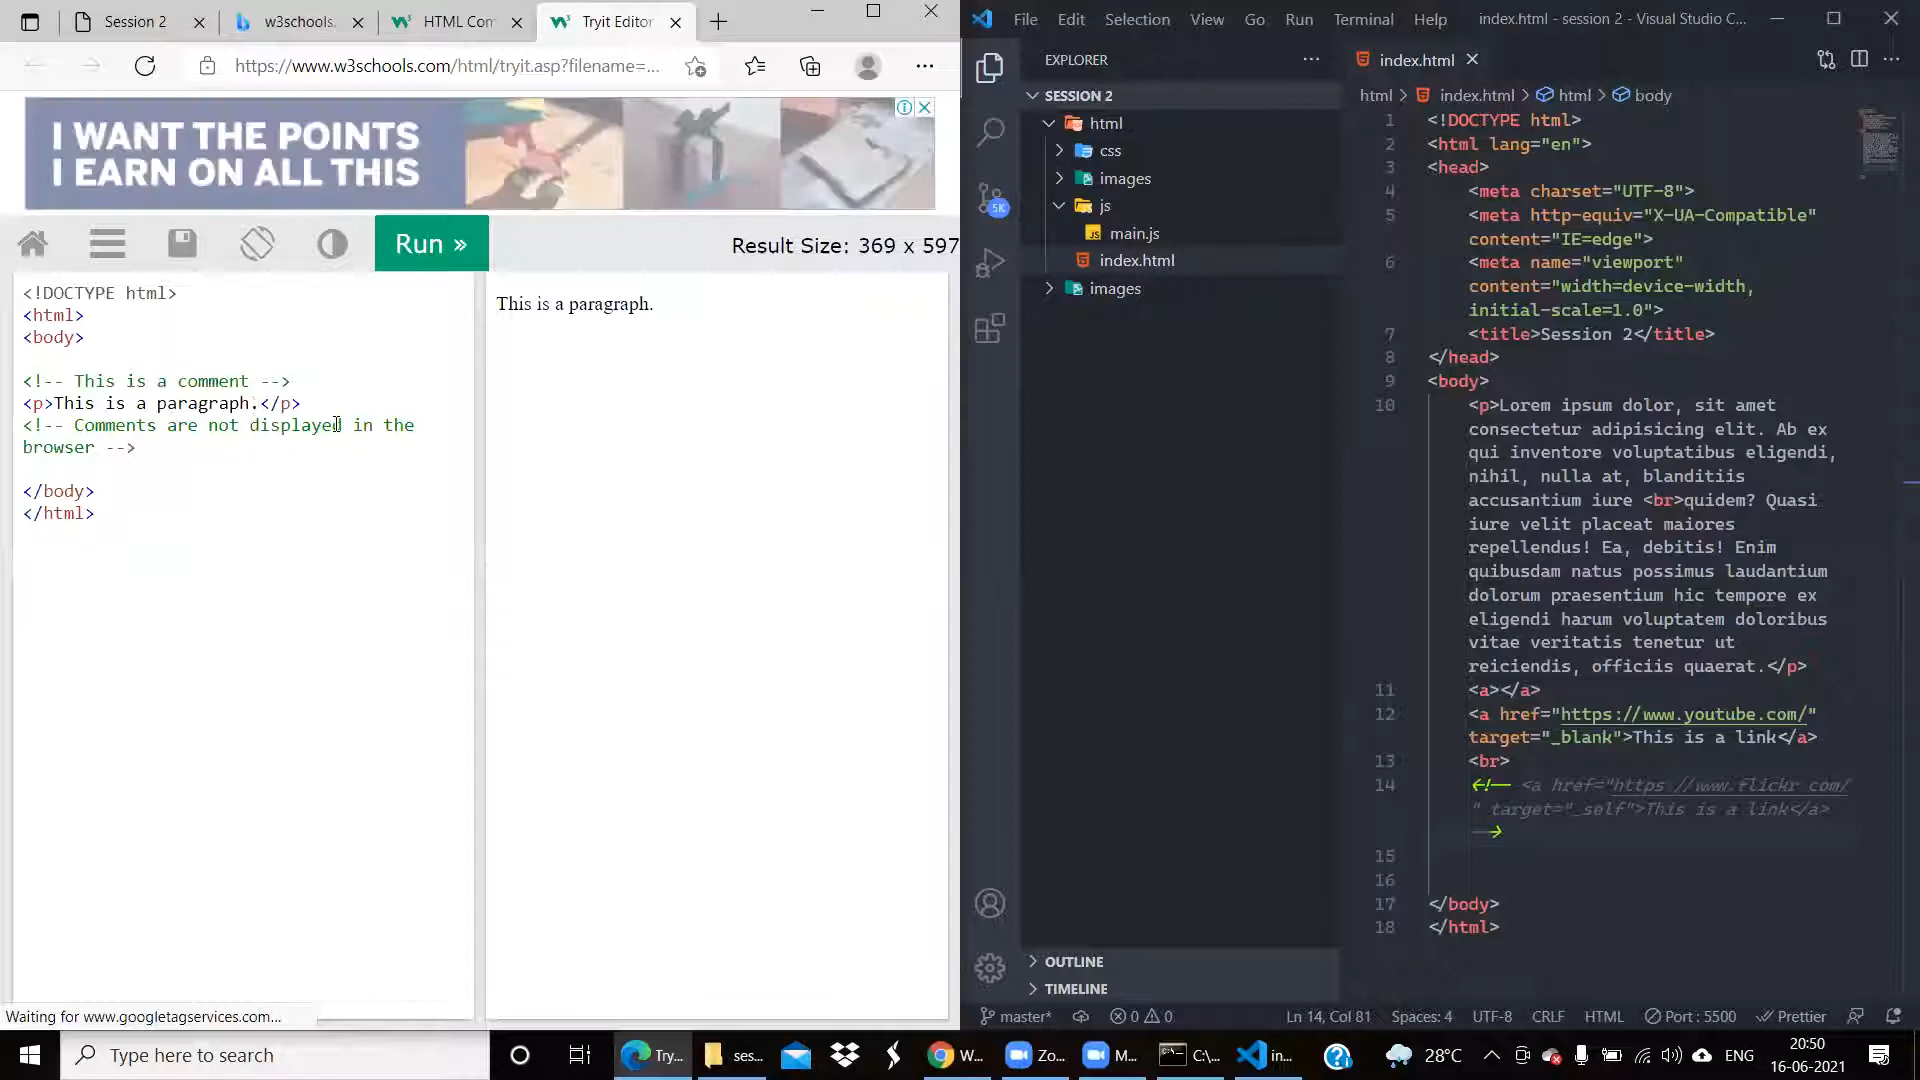 Session 2
w3schools.
HTML Com
Tryit Editor
https://www.w3schools.com/html/tryit.asp?filename=...
I WANT THE POINTS
I EARN ON ALL THIS
Run »
Result Size: 369 x 597
<!DOCTYPE html>
<html>
<body>
<!-- This is a comment -->
<p>This is a paragraph.</p>
<!-- Comments are not displayed in the
browser -->
</body>
</html>
This is a paragraph.
Waiting for www.googletagservices.com...
File Edit Selection View Go Run Terminal Help index.html - session 2 - Visual Studio C...
EXPLORER
SESSION 2
html
css
images
js
JS main.js
index.html
images
5K
OUTLINE
TIMELINE
index.html
html > index.html > html > body
1 <!DOCTYPE html>
2 <html lang="en">
3 <head>
4 <meta charset="UTF-8">
5 <meta http-equiv="X-UA-Compatible"
content="IE=edge">
6 <meta name="viewport"
content="width=device-width,
initial-scale=1.0">
7 <title>Session 2</title>
8 </head>
9 <body>
10 <p>Lorem ipsum dolor, sit amet
consectetur adipisicing elit. Ab ex
qui inventore voluptatibus eligendi,
nihil, nulla at, blanditiis
accusantium iure <br>quidem? Quasi
iure velit placeat maiores
repellendus! Ea, debitis! Enim
quibusdam natus possimus laudantium
dolorum praesentium hic tempore ex
eligendi harum voluptatem doloribus
vitae veritatis tenetur ut
reiciendis, officiis quaerat.</p>
11 <a></a>
12 <a href="https://www.youtube.com/"
target="_blank">This is a link</a>
13 <br>
14 <!-- <a href="https://www.flickr.com/
" target="_self">This is a link</a>
-->
15
16
17 </body>
18 </html>
master* 0 0 Ln 14, Col 81 Spaces: 4 UTF-8 CRLF HTML Port : 5500 Prettier
Type here to search
Try... ses... W... Zo... M... C:\... in... 28°C ENG
20:50
16-06-2021